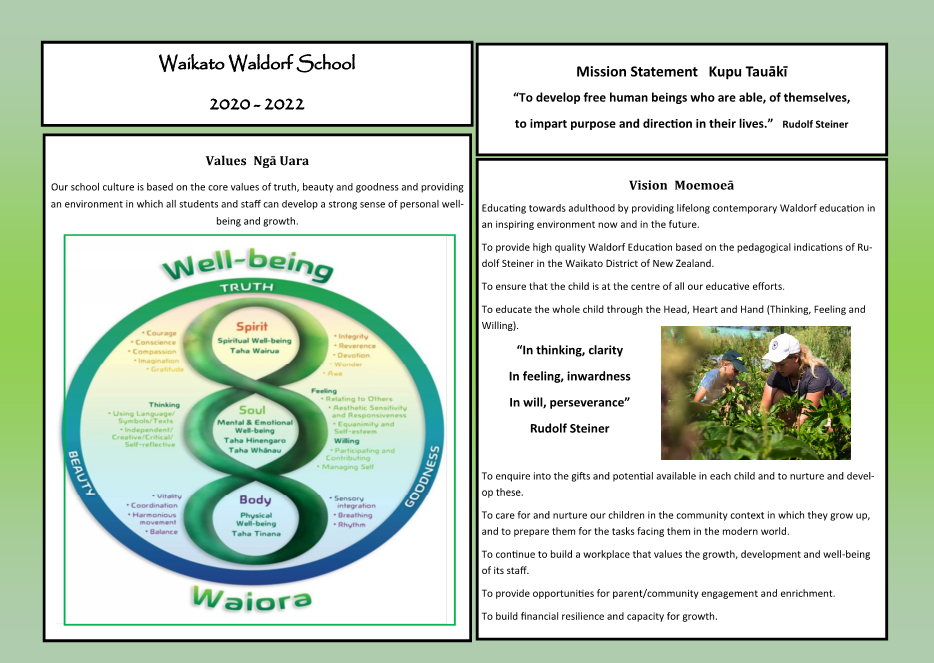 Waikato Waldorf School
2020 - 2022
Mission Statement Kupu Tauākī
“To develop free human beings who are able, of themselves,
to impart purpose and direction in their lives.” Rudolf Steiner
Values Ngā Uara
Our school culture is based on the core values of truth, beauty and goodness and providing
an environment in which all students and staff can develop a strong sense of personal well-
being and growth.
Well-being
TRUTH
Spirit
Spiritual Well-being
Taha Wairua
• Courage
• Conscience
• Compassion
• Imagination
• Gratitude
• Integrity
• Reverence
• Devotion
• Wonder
• Awe
Thinking
• Using Language/
Symbols/Texts
• Independent/
Creative/Critical/
Self-reflective
Soul
Mental & Emotional
Well-being
Taha Hinengaro
Taha Whānau
Feeling
• Relating to Others
• Aesthetic Sensitivity
and Responsiveness
• Equanimity and
Self-esteem
Willing
• Participating and
Contributing
• Managing Self
BEAUTY
GOODNESS
• Vitality
• Coordination
• Harmonious
movement
• Balance
Body
Physical
Well-being
Taha Tinana
• Sensory
integration
• Breathing
• Rhythm
Waiora
Vision Moemoeā
Educating towards adulthood by providing lifelong contemporary Waldorf education in
an inspiring environment now and in the future.
To provide high quality Waldorf Education based on the pedagogical indications of Ru-
dolf Steiner in the Waikato District of New Zealand.
To ensure that the child is at the centre of all our educative efforts.
To educate the whole child through the Head, Heart and Hand (Thinking, Feeling and
Willing).
“In thinking, clarity
In feeling, inwardness
In will, perseverance”
Rudolf Steiner
To enquire into the gifts and potential available in each child and to nurture and devel-
op these.
To care for and nurture our children in the community context in which they grow up,
and to prepare them for the tasks facing them in the modern world.
To continue to build a workplace that values the growth, development and well-being
of its staff.
To provide opportunities for parent/community engagement and enrichment.
To build financial resilience and capacity for growth.